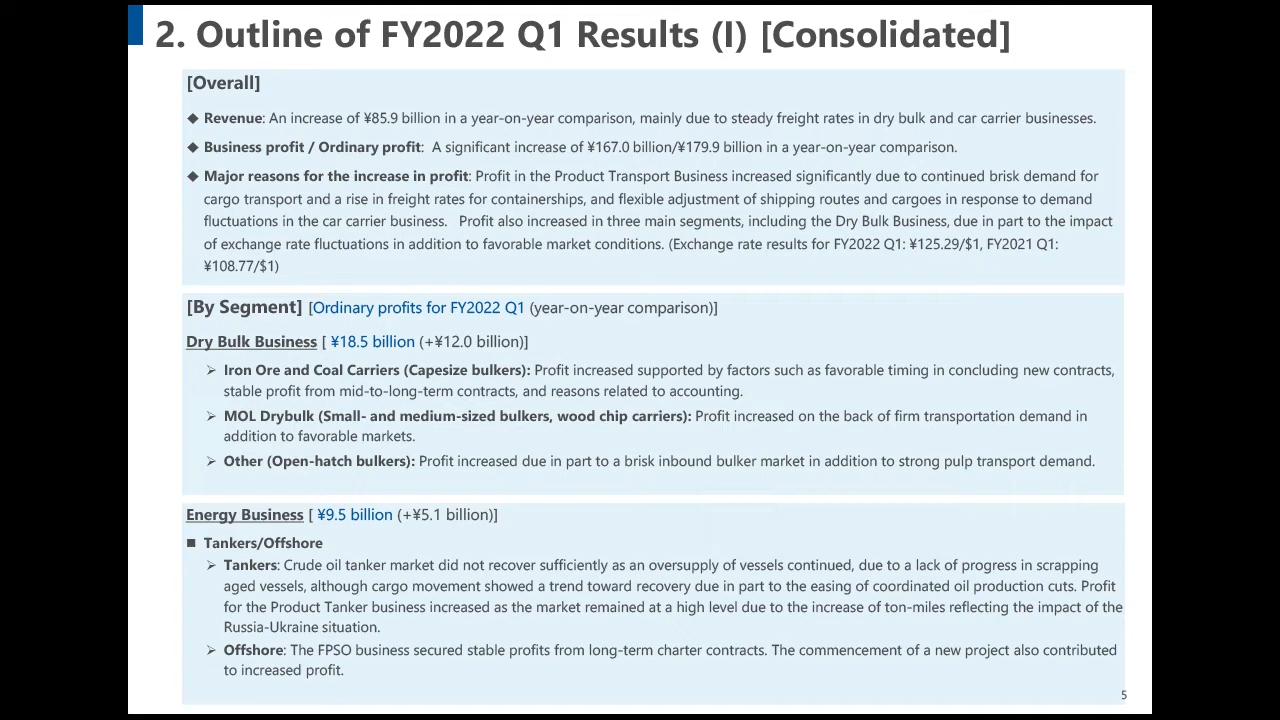 2. Outline of FY2022 Q1 Results (I) [Consolidated]
[Overall]
◆ Revenue: An increase of ¥85.9 billion in a year-on-year comparison, mainly due to steady freight rates in dry bulk and car carrier businesses.
◆ Business profit / Ordinary profit:  A significant increase of ¥167.0 billion/¥179.9 billion in a year-on-year comparison.
◆ Major reasons for the increase in profit: Profit in the Product Transport Business increased significantly due to continued brisk demand for
cargo transport and a rise in freight rates for containerships, and flexible adjustment of shipping routes and cargoes in response to demand
fluctuations in the car carrier business.   Profit also increased in three main segments, including the Dry Bulk Business, due in part to the impact
of exchange rate fluctuations in addition to favorable market conditions. (Exchange rate results for FY2022 Q1: ¥125.29/$1, FY2021 Q1:
¥108.77/$1)
[By Segment] [Ordinary profits for FY2022 Q1 (year-on-year comparison)]
Dry Bulk Business [ ¥18.5 billion (+¥12.0 billion)]
➢ Iron Ore and Coal Carriers (Capesize bulkers): Profit increased supported by factors such as favorable timing in concluding new contracts,
stable profit from mid-to-long-term contracts, and reasons related to accounting.
➢ MOL Drybulk (Small- and medium-sized bulkers, wood chip carriers): Profit increased on the back of firm transportation demand in
addition to favorable markets.
➢ Other (Open-hatch bulkers): Profit increased due in part to a brisk inbound bulker market in addition to strong pulp transport demand.
Energy Business [ ¥9.5 billion (+¥5.1 billion)]
■ Tankers/Offshore
➢ Tankers: Crude oil tanker market did not recover sufficiently as an oversupply of vessels continued, due to a lack of progress in scrapping
aged vessels, although cargo movement showed a trend toward recovery due in part to the easing of coordinated oil production cuts. Profit
for the Product Tanker business increased as the market remained at a high level due to the increase of ton-miles reflecting the impact of the
Russia-Ukraine situation.
➢ Offshore: The FPSO business secured stable profits from long-term charter contracts. The commencement of a new project also contributed
to increased profit.
5